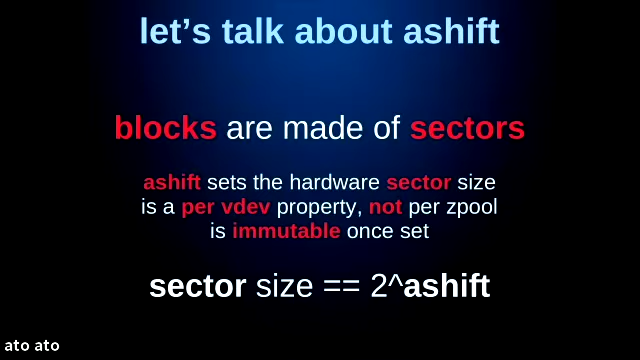 let’s talk about ashift
blocks are made of sectors
ashift sets the hardware sector size
is a per vdev property, not per zpool
is immutable once set
sector size == 2^ashift
ato ato